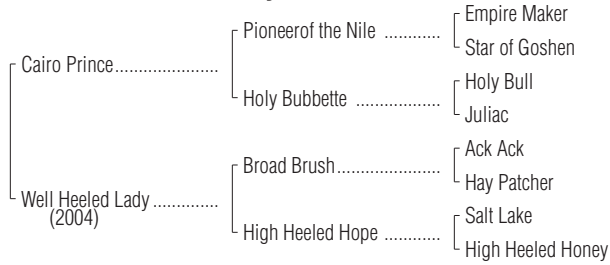 Empire Maker
Pioneerof the Nile ............
Star of Goshen
Cairo Prince.....................
Holy Bull
Holy Bubbette ..................
Juliac
Ack Ack
Broad Brush......................
Hay Patcher
Well Heeled Lady ..............
(2004)
Salt Lake
High Heeled Hope ............
High Heeled Honey